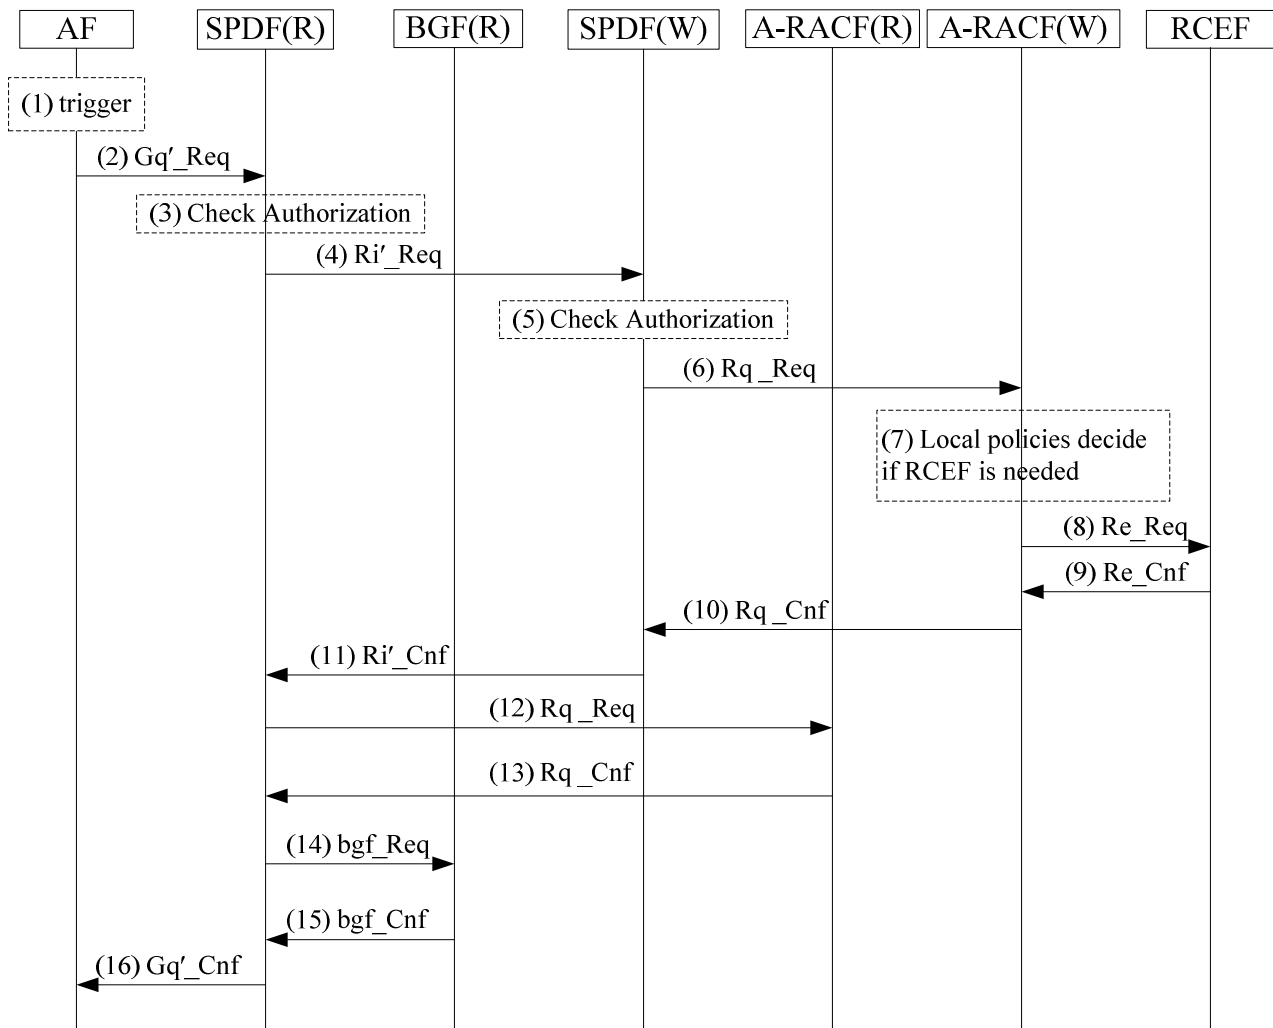 AF
SPDF(R)
BGF(R)
SPDF(W)
A-RACF(R)
A-RACF(W)
RCEF
(1) trigger
(2) Gq′_Req
(3) Check Authorization
(4) Ri′_Req
(5) Check Authorization
(6) Rq _Req
(7) Local policies decide
if RCEF is needed
(8) Re_Req
(9) Re_Cnf
(10) Rq _Cnf
(11) Ri′_Cnf
(12) Rq _Req
(13) Rq _Cnf
(14) bgf_Req
(15) bgf_Cnf
(16) Gq′_Cnf